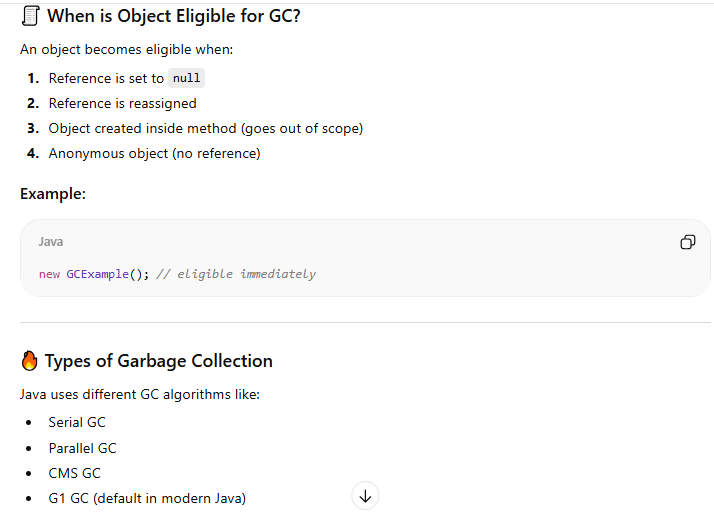 🧾 When is Object Eligible for GC?
An object becomes eligible when:
1. Reference is set to null
2. Reference is reassigned
3. Object created inside method (goes out of scope)
4. Anonymous object (no reference)
Example:
Java
new GCExample(); // eligible immediately
🔥 Types of Garbage Collection
Java uses different GC algorithms like:
• Serial GC
• Parallel GC
• CMS GC
• G1 GC (default in modern Java)